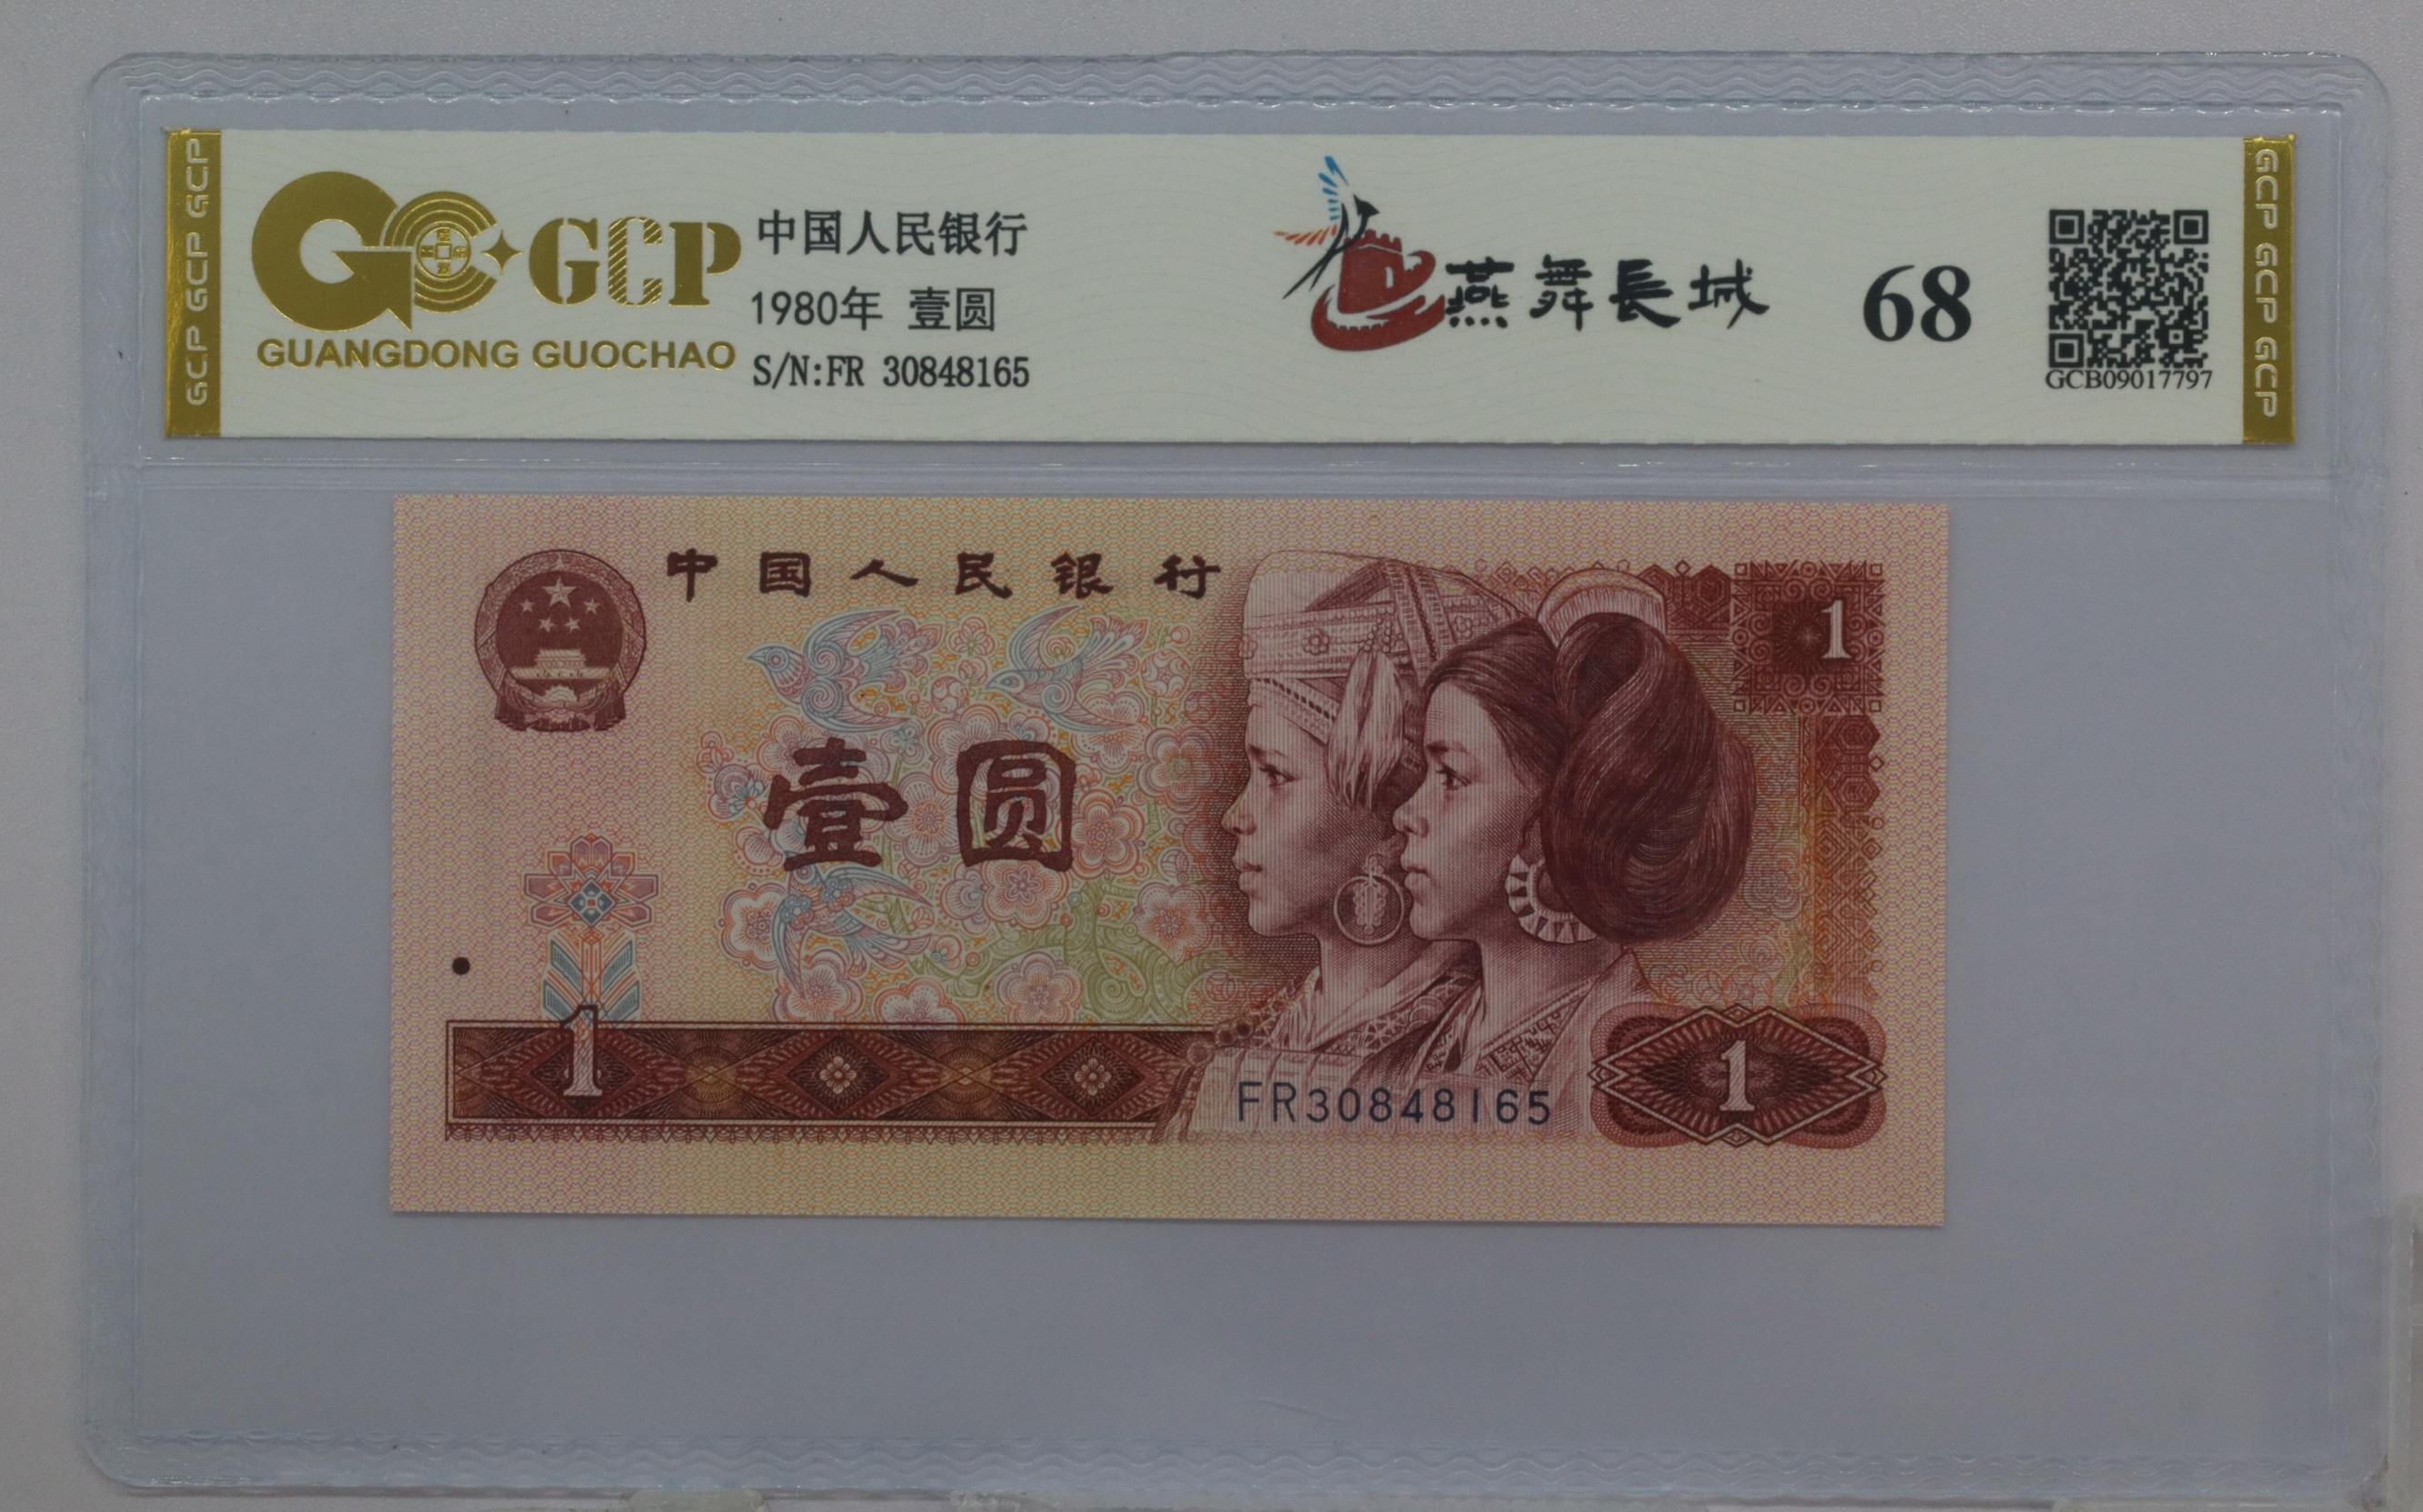 GCP GCP GCP
GCP
GUANGDONG GUOCHAO
中国人民银行
1980年 壹圆
S/N:FR 30848165
燕舞長城
68
GCB09017797
GCP GCP GCP
中国人民银行
1
壹圆
1
FR30848165
1